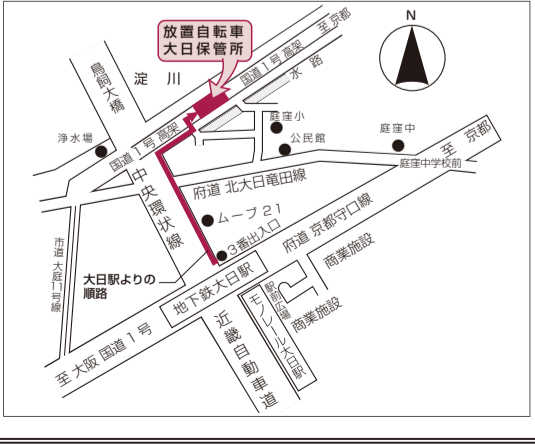 放置自転車
大日保管所
N
至 京都
国道1号 高架
水路
淀川
鳥飼大橋
庭窪小
公民館
庭窪中
至 京都
浄水場
国道1号 高架
庭窪中学校前
中央環状線
府道 北大日竜田線
ムーブ21
3番出入口
府道 京都守口線
商業施設
市道 大庭11号線
大日駅よりの
順路
地下鉄大日駅
駅前広場
モノレール大日駅
商業施設
至 大阪 国道1号
近畿自動車道